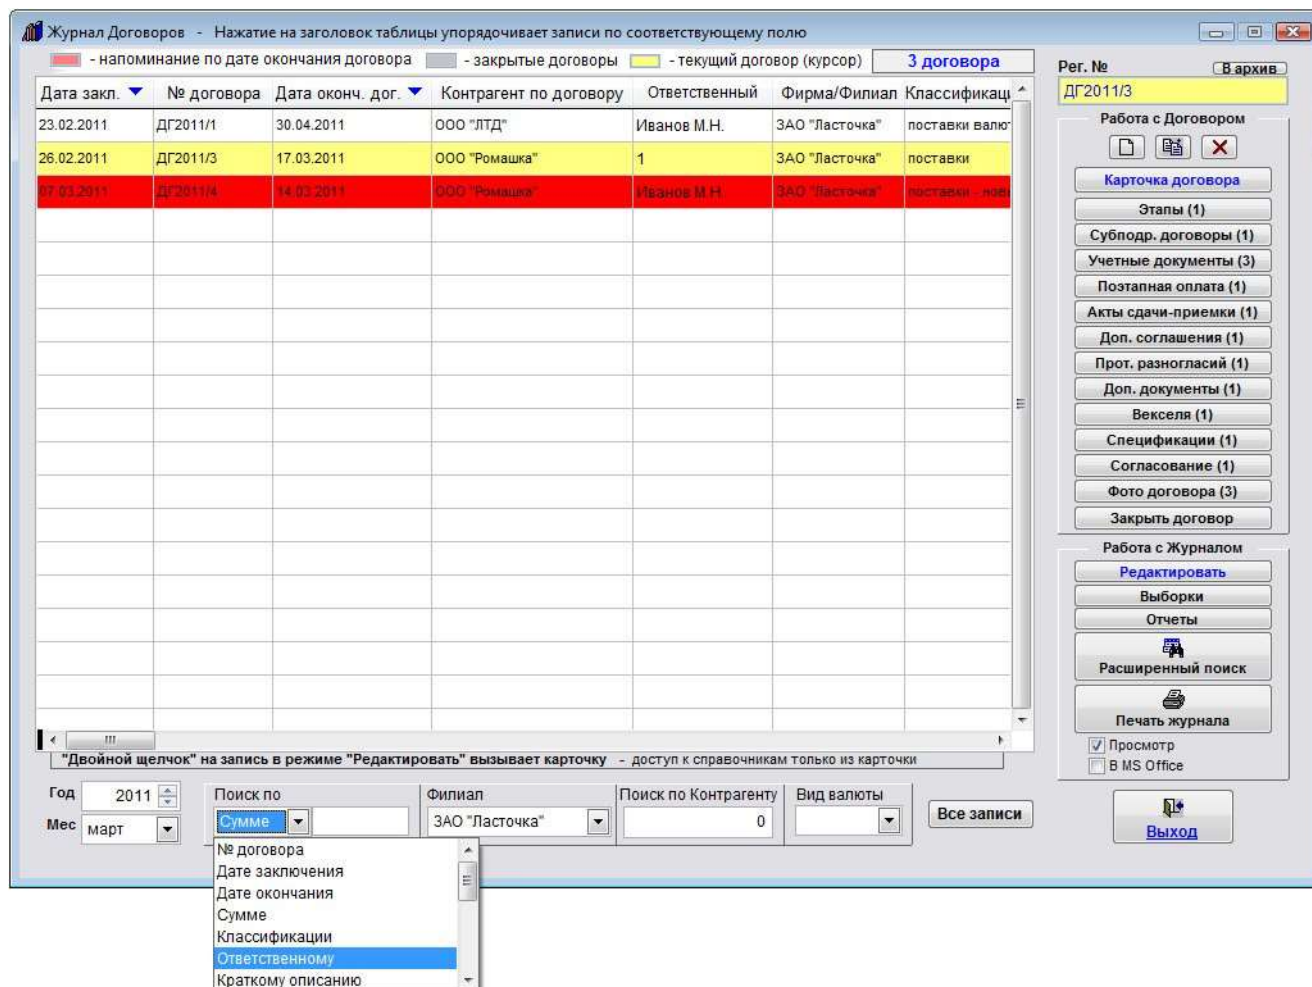 Журнал Договоров - Нажатие на заголовок таблицы упорядочивает записи по соответствующему полю
- напоминание по дате окончания договора - закрытые договоры - текущий договор (курсор) 3 договора
Дата закл. № договора Дата оконч. дог. Контрагент по договору Ответственный Фирма/Филиал Классификаци
23.02.2011 ДГ2011/1 30.04.2011 ООО "ЛТД" Иванов М.Н. ЗАО "Ласточка" поставки валют
26.02.2011 ДГ2011/3 17.03.2011 ООО "Ромашка" 1 ЗАО "Ласточка" поставки
07.03.2011 ДГ2011/4 14.03.2011 ООО "Ромашка" Иванов М.Н. ЗАО "Ласточка" поставки - новы
"Двойной щелчок" на запись в режиме "Редактировать" вызывает карточку - доступ к справочникам только из карточки
Год 2011
Мес март
Поиск по
Сумме
№ договора
Дате заключения
Дате окончания
Сумме
Классификации
Ответственному
Краткому описанию
Филиал
ЗАО "Ласточка"
Поиск по Контрагенту
0
Вид валюты
Все записи
Рег. № В архив
ДГ2011/3
Работа с Договором
Карточка договора
Этапы (1)
Субподр. договоры (1)
Учетные документы (3)
Поэтапная оплата (1)
Акты сдачи-приемки (1)
Доп. соглашения (1)
Прот. разногласий (1)
Доп. документы (1)
Векселя (1)
Спецификации (1)
Согласование (1)
Фото договора (3)
Закрыть договор
Работа с Журналом
Редактировать
Выборки
Отчеты
Расширенный поиск
Печать журнала
Просмотр
В MS Office
Выход